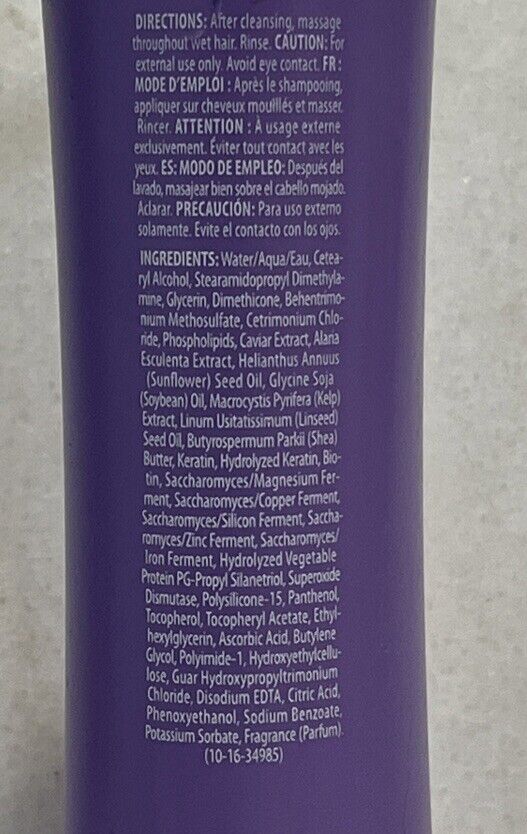 DIRECTIONS: After cleansing, massage
throughout wet hair. Rinse. CAUTION: For
external use only. Avoid eye contact. FR :
MODE D'EMPLOI : Après le shampooing,
appliquer sur cheveux mouillés et masser.
Rincer. ATTENTION : À usage externe
exclusivement. Éviter tout contact avec les
yeux. ES: MODO DE EMPLEO: Después del
lavado, masajear bien sobre el cabello mojado.
Aclarar. PRECAUCIÓN: Para uso externo
solamente. Evite el contacto con los ojos.
INGREDIENTS: Water/Aqua/Eau, Cetea-
ryl Alcohol, Stearamidopropyl Dimethyla-
mine, Glycerin, Dimethicone, Behentrimo-
nium Methosulfate, Cetrimonium Chlo-
ride, Phospholipids, Caviar Extract, Alaria
Esculenta Extract, Helianthus Annuus
(Sunflower) Seed Oil, Glycine Soja
(Soybean) Oil, Macrocystis Pyrifera (Kelp)
Extract, Linum Usitatissimum (Linseed)
Seed Oil, Butyrospermum Parkii (Shea)
Butter, Keratin, Hydrolyzed Keratin, Bio-
tin, Saccharomyces/Magnesium Fer-
ment, Saccharomyces/Copper Ferment,
Saccharomyces/Silicon Ferment, Saccha-
romyces/Zinc Ferment, Saccharomyces/
Iron Ferment, Hydrolyzed Vegetable
Protein PG-Propyl Silanetriol, Superoxide
Dismutase, Polysilicone-15, Panthenol,
Tocopherol, Tocopheryl Acetate, Ethyl-
hexylglycerin, Ascorbic Acid, Butylene
Glycol, Polyimide-1, Hydroxyethylcellu-
lose, Guar Hydroxypropyltrimonium
Chloride, Disodium EDTA, Citric Acid,
Phenoxyethanol, Sodium Benzoate,
Potassium Sorbate, Fragrance (Parfum)
(10-16-34985)